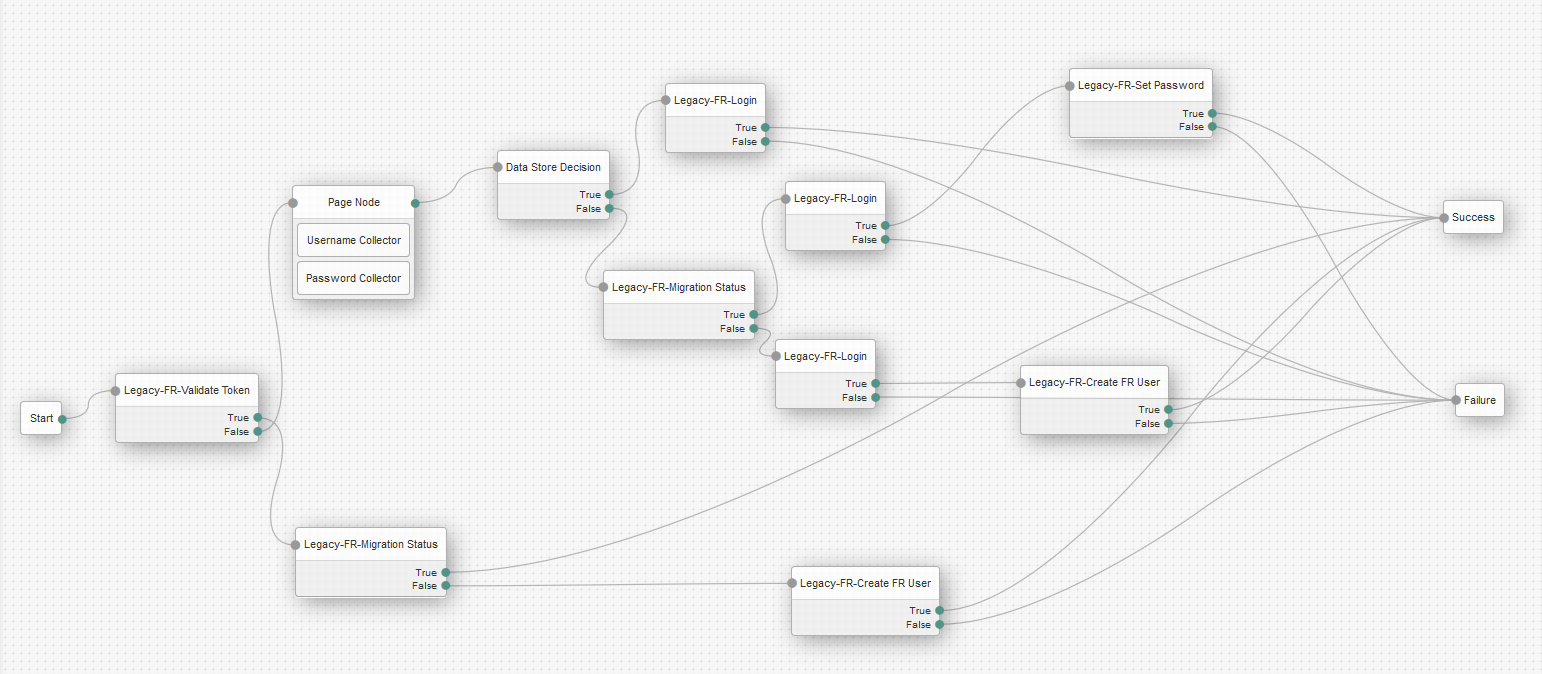 Start
Legacy-FR-Validate Token
True
False
Page Node
Username Collector
Password Collector
Data Store Decision
True
False
Legacy-FR-Login
True
False
Legacy-FR-Migration Status
True
False
Legacy-FR-Login
True
False
Legacy-FR-Login
True
False
Legacy-FR-Set Password
True
False
Legacy-FR-Create FR User
True
False
Legacy-FR-Migration Status
True
False
Legacy-FR-Create FR User
True
False
Success
Failure